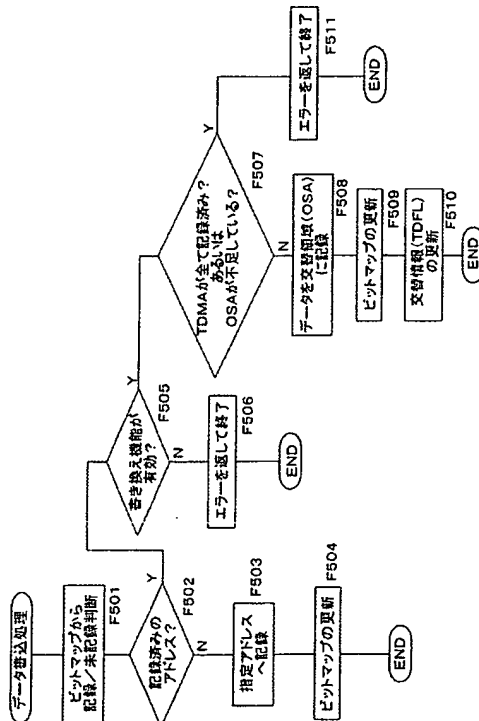 データ書込処理
ビットマップから
記録／未記録判断
F501
記録済みの
アドレス？
F502
Y
N
指定アドレス
へ記録
F503
ビットマップの更新
F504
END
書き換え機能が
有効？
F505
Y
N
エラーを返して終了
F506
END
TDMAが全て記録済み？
あるいは
OSAが不足している？
F507
Y
N
データを交替領域(OSA)
に記録
F508
ビットマップの更新
F509
交替情報(TDFL)
の更新
F510
END
エラーを返して終了
F511
END